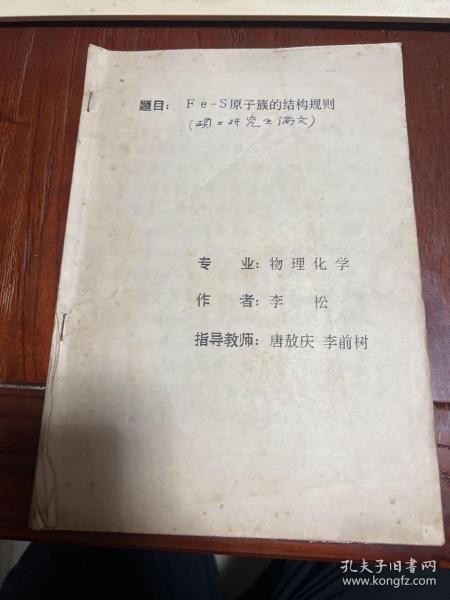 题目： Fe-S原子簇的结构规则
(硕士研究生论文)
专 业：物理化学
作 者：李 松
指导教师：唐敖庆 李前树
孔夫子旧书网
www.kongfz.com